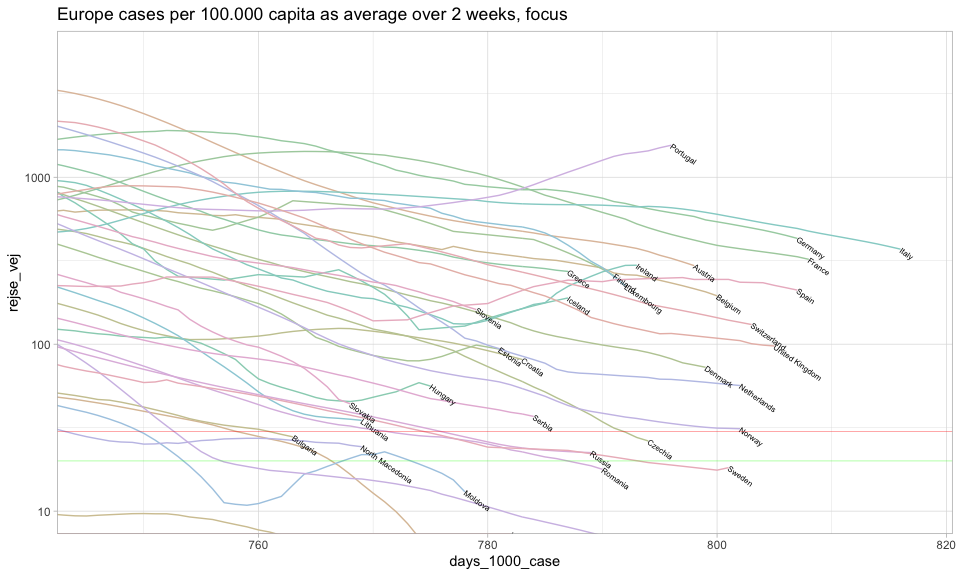 Europe cases per 100.000 capita as average over 2 weeks, focus
rejse_vej
1000
100
10
Portugal
Germany
Italy
France
Ireland
Austria
Greece
Finland
Luxembourg
Spain
Belgium
Iceland
Slovenia
Switzerland
United Kingdom
Estonia
Croatia
Denmark
Netherlands
Hungary
Slovakia
Lithuania
Serbia
Norway
Bulgaria
Czechia
North Macedonia
Russia
Romania
Sweden
Moldova
760
780
800
820
days_1000_case